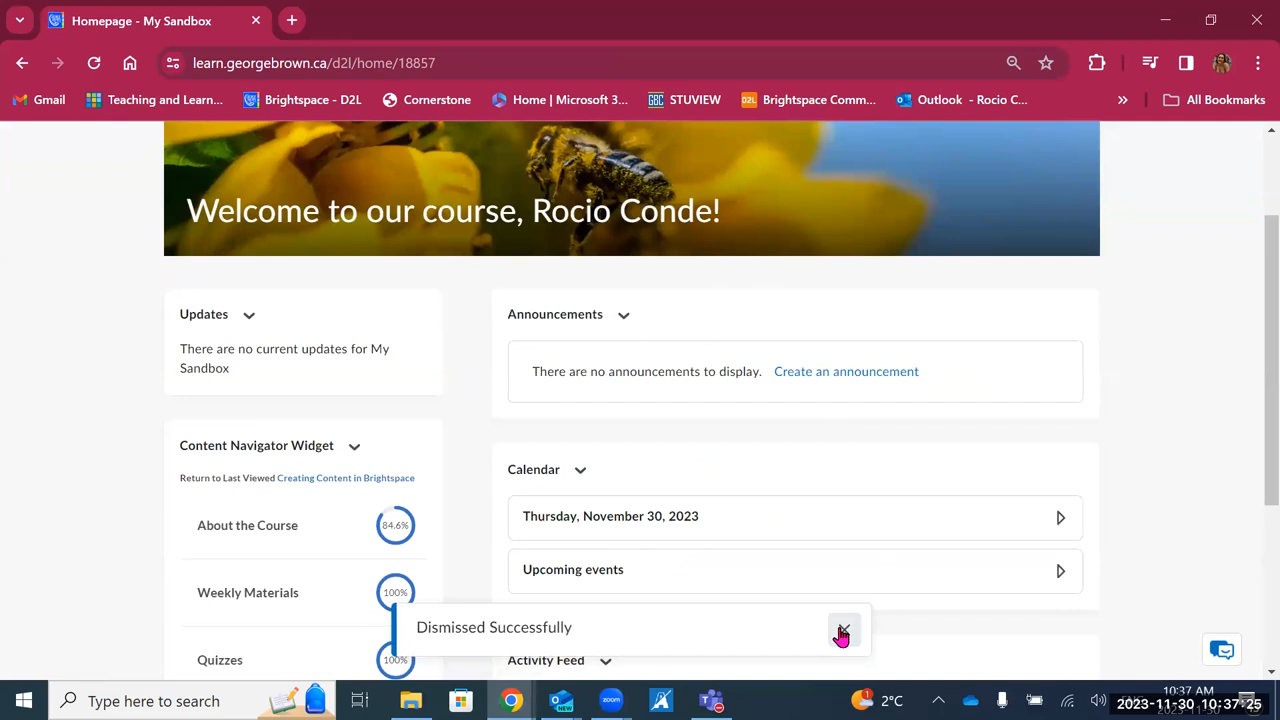 Homepage - My Sandbox
learn.georgebrown.ca/d2l/home/18857
Gmail
Teaching and Learn...
Brightspace - D2L
Cornerstone
Home | Microsoft 3...
GBC STUVIEW
D2L Brightspace Comm...
Outlook - Rocio C...
All Bookmarks
Welcome to our course, Rocio Conde!
Updates
There are no current updates for My
Sandbox
Announcements
There are no announcements to display. Create an announcement
Content Navigator Widget
Return to Last Viewed Creating Content in Brightspace
About the Course 84.6%
Weekly Materials 100%
Quizzes 100%
Calendar
Thursday, November 30, 2023
Upcoming events
Dismissed Successfully
Activity Feed
Type here to search
NEW
zoom
1
2°C
10:37 AM
2023-11-30 10:37:25